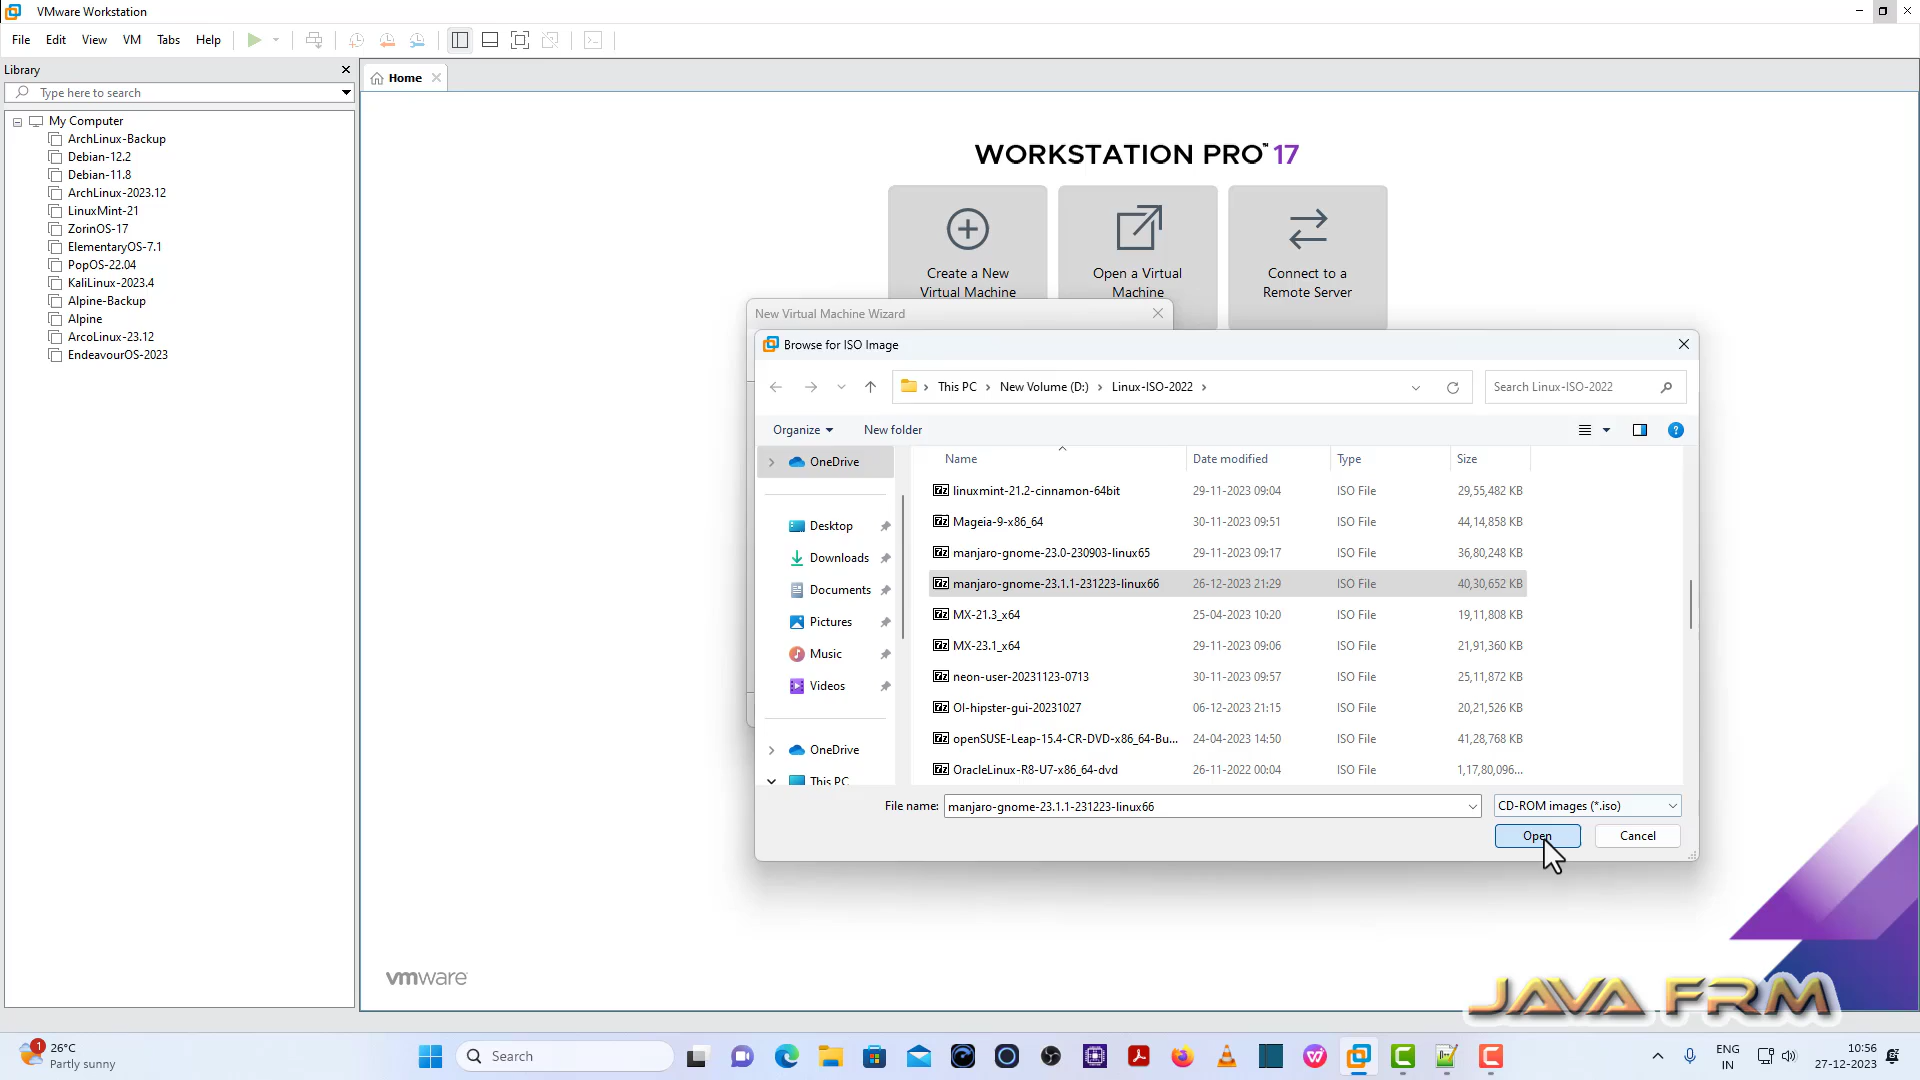 VMware Workstation
File Edit View VM Tabs Help
Library
Type here to search
My Computer
ArchLinux-Backup
Debian-12.2
Debian-11.8
ArchLinux-2023.12
LinuxMint-21
ZorinOS-17
ElementaryOS-7.1
PopOS-22.04
KaliLinux-2023.4
Alpine-Backup
Alpine
ArcoLinux-23.12
EndeavourOS-2023
Home
WORKSTATION PRO™ 17
Create a New
Virtual Machine
Open a Virtual
Machine
Connect to a
Remote Server
New Virtual Machine Wizard
Browse for ISO Image
This PC > New Volume (D:) > Linux-ISO-2022 >
Search Linux-ISO-2022
Organize New folder
OneDrive
Desktop
Downloads
Documents
Pictures
Music
Videos
OneDrive
This PC
Name Date modified Type Size
linuxmint-21.2-cinnamon-64bit 29-11-2023 09:04 ISO File 29,55,482 KB
Mageia-9-x86_64 30-11-2023 09:51 ISO File 44,14,858 KB
manjaro-gnome-23.0-230903-linux65 29-11-2023 09:17 ISO File 36,80,248 KB
manjaro-gnome-23.1.1-231223-linux66 26-12-2023 21:29 ISO File 40,30,652 KB
MX-21.3_x64 25-04-2023 10:20 ISO File 19,11,808 KB
MX-23.1_x64 29-11-2023 09:06 ISO File 21,91,360 KB
neon-user-20231123-0713 30-11-2023 09:57 ISO File 25,11,872 KB
OI-hipster-gui-20231027 06-12-2023 21:15 ISO File 20,21,526 KB
openSUSE-Leap-15.4-CR-DVD-x86_64-Bu... 24-04-2023 14:50 ISO File 41,28,768 KB
OracleLinux-R8-U7-x86_64-dvd 26-11-2022 00:04 ISO File 1,17,80,096...
File name: manjaro-gnome-23.1.1-231223-linux66 CD-ROM images (*.iso)
Open Cancel
vmware
JAVA FRM
1
26°C
Partly sunny
Search
ENG
IN
10:56
27-12-2023